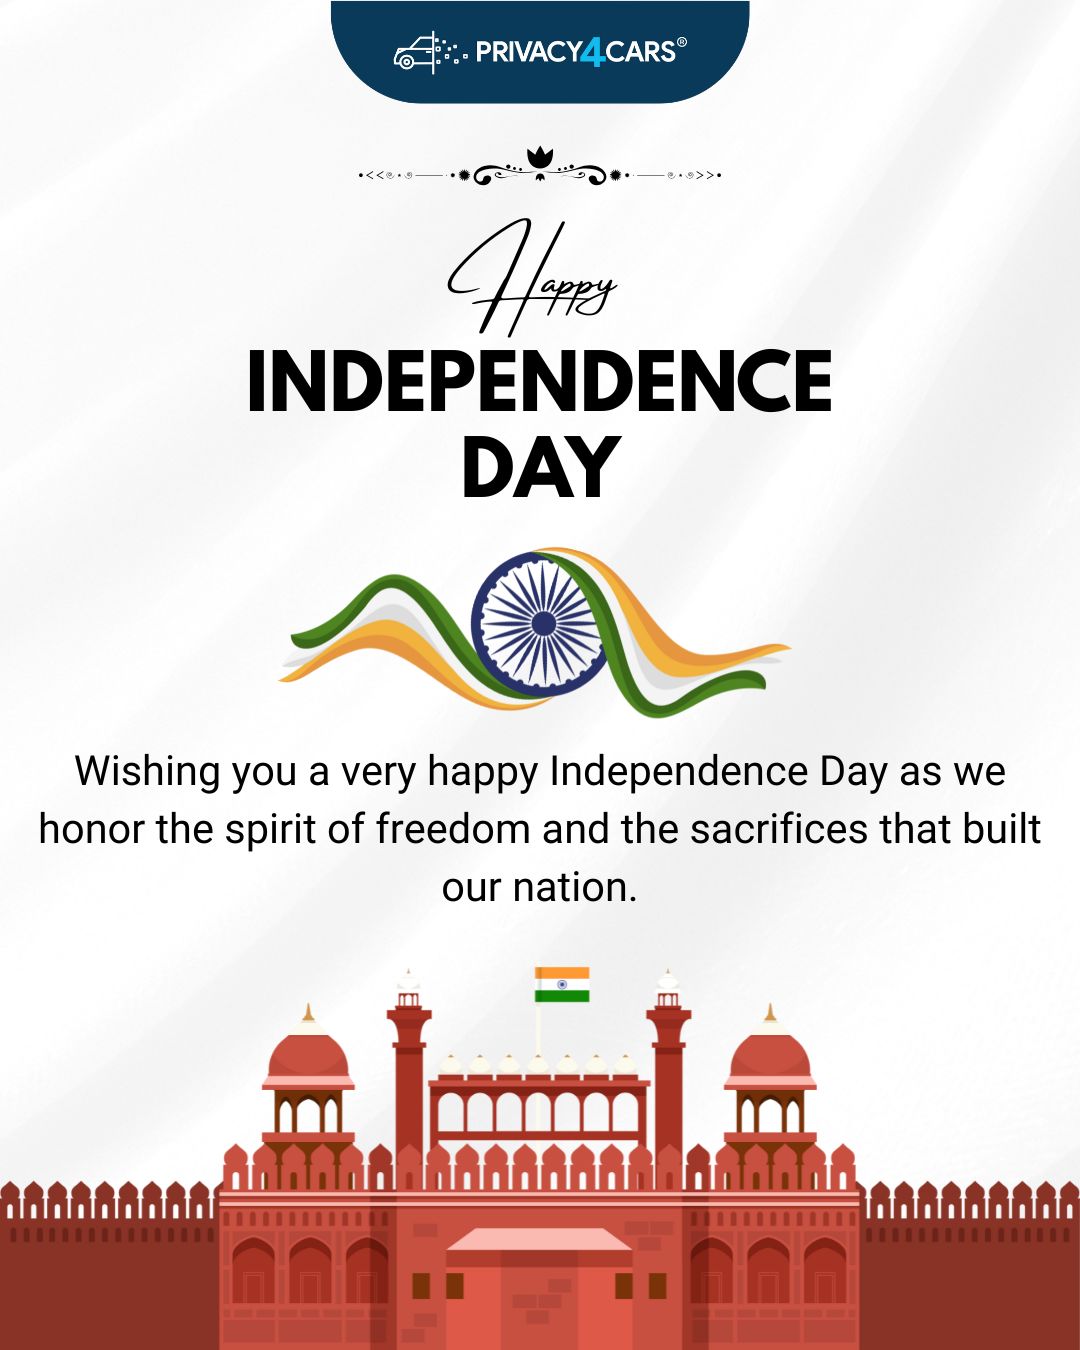 PRIVACY4CARS®
Happy
INDEPENDENCE
DAY
Wishing you a very happy Independence Day as we
honor the spirit of freedom and the sacrifices that built
our nation.